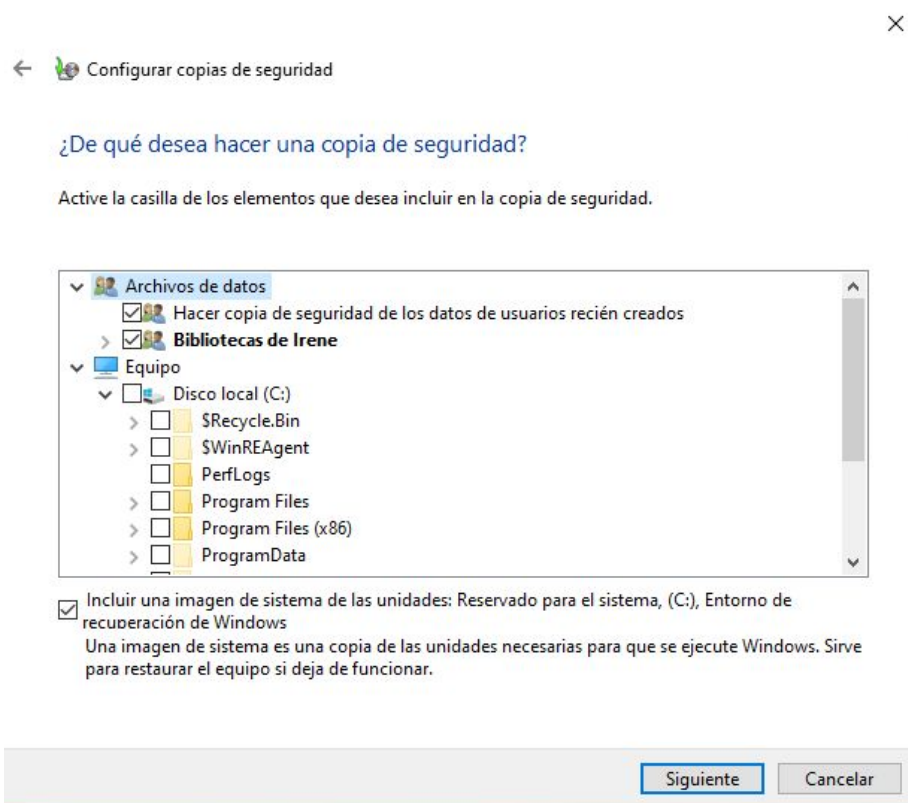 Configurar copias de seguridad
¿De qué desea hacer una copia de seguridad?
Active la casilla de los elementos que desea incluir en la copia de seguridad.
Archivos de datos
Hacer copia de seguridad de los datos de usuarios recién creados
Bibliotecas de Irene
Equipo
Disco local (C:)
$Recycle.Bin
$WinREAgent
PerfLogs
Program Files
Program Files (x86)
ProgramData
Incluir una imagen de sistema de las unidades: Reservado para el sistema, (C:), Entorno de
recuperación de Windows
Una imagen de sistema es una copia de las unidades necesarias para que se ejecute Windows. Sirve
para restaurar el equipo si deja de funcionar.
Siguiente
Cancelar